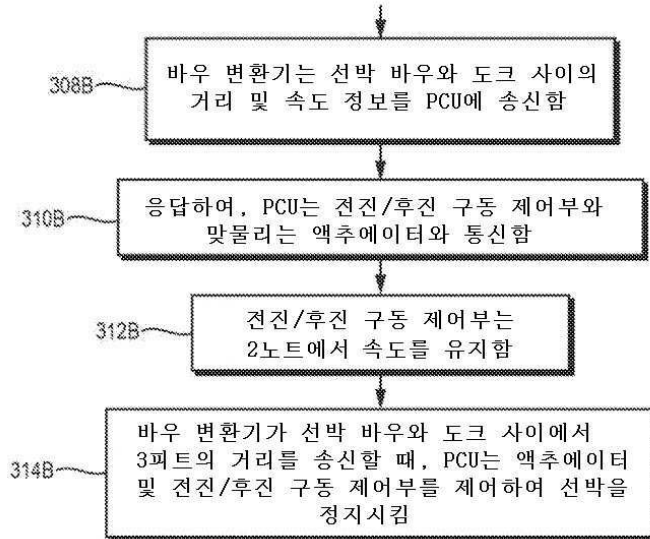 308B
바우 변환기는 선박 바우와 도크 사이의
거리 및 속도 정보를 PCU에 송신함
310B
응답하여, PCU는 전진/후진 구동 제어부와
맞물리는 액추에이터와 통신함
312B
전진/후진 구동 제어부는
2노트에서 속도를 유지함
314B
바우 변환기가 선박 바우와 도크 사이에서
3피트의 거리를 송신할 때, PCU는 액추에이터
및 전진/후진 구동 제어부를 제어하여 선박을
정지시킴